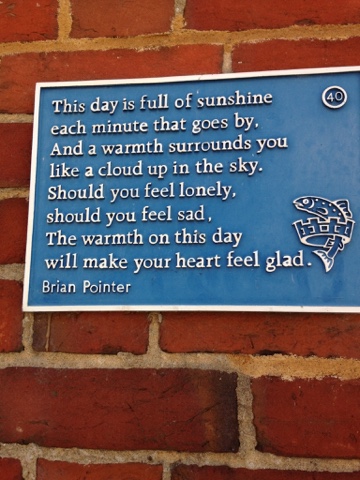 This day is full of sunshine
40
each minute that goes by,
And a warmth surrounds you
like a cloud up in the sky.
Should you feel lonely,
should you feel sad,
The warmth on this day
will make your heart feel glad.
Brian Pointer